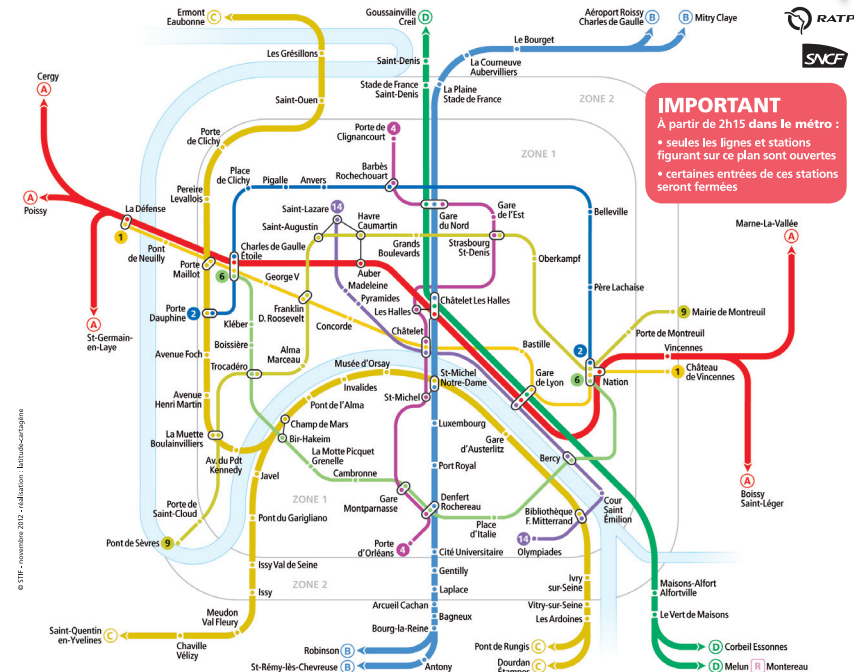 Ermont
Eaubonne
C
Goussainville
Creil
D
Aéroport Roissy
Charles de Gaulle
B
B
Mitry Claye
RATP
SNCF
Le Bourget
Les Grésillons
Saint-Denis
La Courneuve
Aubervilliers
Cergy
A
Stade de France
Saint-Denis
La Plaine
Stade de France
Saint-Ouen
ZONE 2
IMPORTANT
À partir de 2h15 dans le métro :
• seules les lignes et stations
figurant sur ce plan sont ouvertes
• certaines entrées de ces stations
seront fermées
Porte
de Clichy
Porte de
Clignancourt
4
ZONE 1
Place
de Clichy
Pigalle
Anvers
Barbès
Rochechouart
Pereire
Levallois
A
Poissy
La Défense
1
Saint-Lazare
14
Havre
Caumartin
Saint-Augustin
Gare
du Nord
Gare
de l'Est
Belleville
Marne-La-Vallée
A
Pont
de Neuilly
Porte
Maillot
Charles de Gaulle
Étoile
6
Grands
Boulevards
Strasbourg
St-Denis
Oberkampf
Auber
George V
Madeleine
Pyramides
Les Halles
Châtelet Les Halles
Père Lachaise
Porte
Dauphine
2
Franklin
D. Roosevelt
Concorde
Châtelet
9
Mairie de Montreuil
Porte de Montreuil
A
St-Germain-
en-Laye
Kléber
Boissière
Avenue Foch
Trocadéro
Alma
Marceau
Musée d'Orsay
Invalides
Pont de l'Alma
St-Michel
Notre-Dame
St-Michel
Bastille
Gare
de Lyon
2
6
Nation
Vincennes
1
Château
de Vincennes
Avenue
Henri Martin
La Muette
Boulainvilliers
Av. du Pdt
Kennedy
Champ de Mars
Bir-Hakeim
La Motte Picquet
Grenelle
Cambronne
Luxembourg
Port Royal
Gare
d'Austerlitz
Bercy
A
Boissy
Saint-Léger
Javel
Porte de
Saint-Cloud
Pont de Sèvres
9
Pont du Garigliano
ZONE 1
Gare
Montparnasse
Denfert
Rochereau
Place
d'Italie
Bibliothèque
F. Mitterrand
Cour
Saint
Émilion
14
Olympiades
Porte
d'Orléans
4
Cité Universitaire
Issy Val de Seine
Issy
ZONE 2
Gentilly
Laplace
Arcueil Cachan
Bagneux
Bourg-la-Reine
Ivry
sur-Seine
Vitry-sur-Seine
Les Ardoines
Maisons-Alfort
Alfortville
Le Vert de Maisons
Meudon
Val Fleury
Saint-Quentin
en-Yvelines
C
Chaville
Vélizy
Robinson
B
St-Rémy-lès-Chevreuse
B
Antony
Pont de Rungis
C
Dourdan
Étampes
C
D
Corbeil Essonnes
D
Melun
R
Montereau
© STIF - novembre 2012 - réalisation : latitude-cartagène